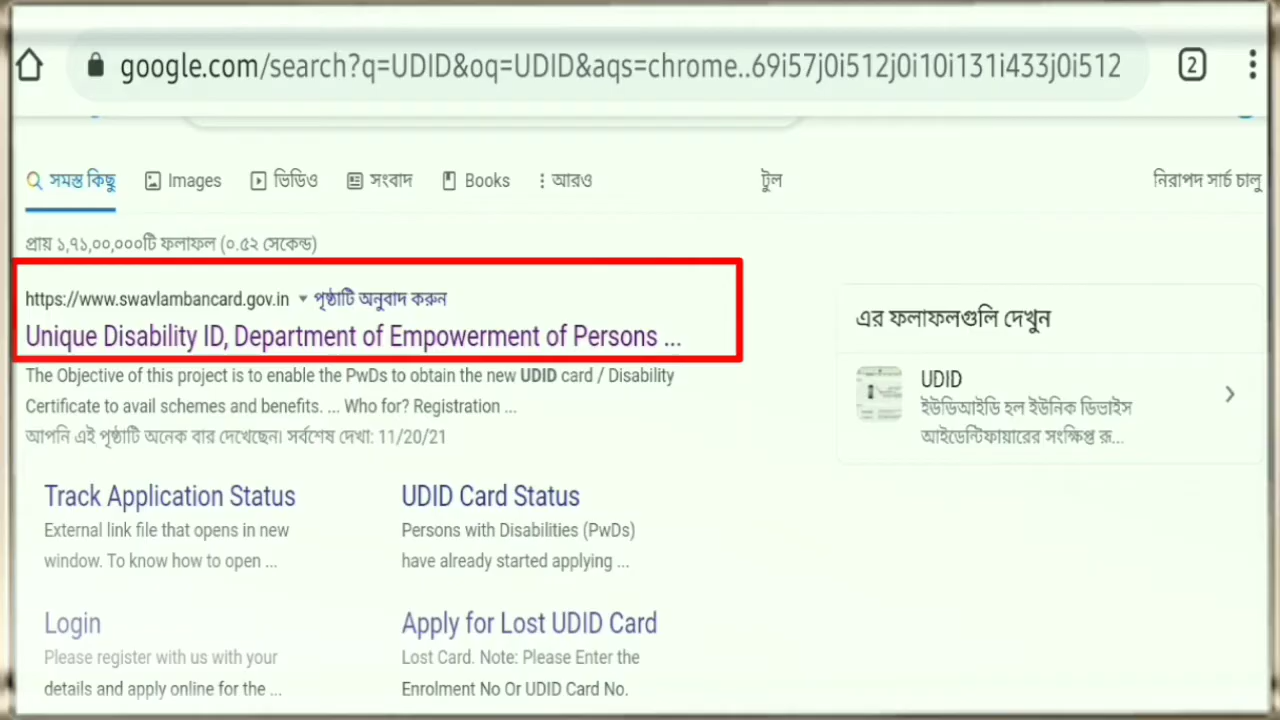 google.com/search?q=UDID&oq=UDID&aqs=chrome..69i57j0i512j0i10i131i433j0i512
2
সমস্ত কিছু Images ভিডিও সংবাদ Books আরও টুল নিরাপদ সার্চ চালু
প্রায় ১,৭১,০০,০০০টি ফলাফল (০.৫২ সেকেন্ড)
https://www.swavlambancard.gov.in পৃষ্ঠাটি অনুবাদ করুন
Unique Disability ID, Department of Empowerment of Persons ...
The Objective of this project is to enable the PwDs to obtain the new UDID card / Disability
Certificate to avail schemes and benefits. ... Who for? Registration ...
আপনি এই পৃষ্ঠাটি অনেক বার দেখেছেন। সর্বশেষ দেখা: 11/20/21
Track Application Status
External link file that opens in new
window. To know how to open ...
UDID Card Status
Persons with Disabilities (PwDs)
have already started applying ...
Login
Please register with us with your
details and apply online for the ...
Apply for Lost UDID Card
Lost Card. Note: Please Enter the
Enrolment No Or UDID Card No.
এর ফলাফলগুলি দেখুন
UDID
ইউডিআইডি হল ইউনিক ডিভাইস
আইডেন্টিফায়ারের সংক্ষিপ্ত রূ...